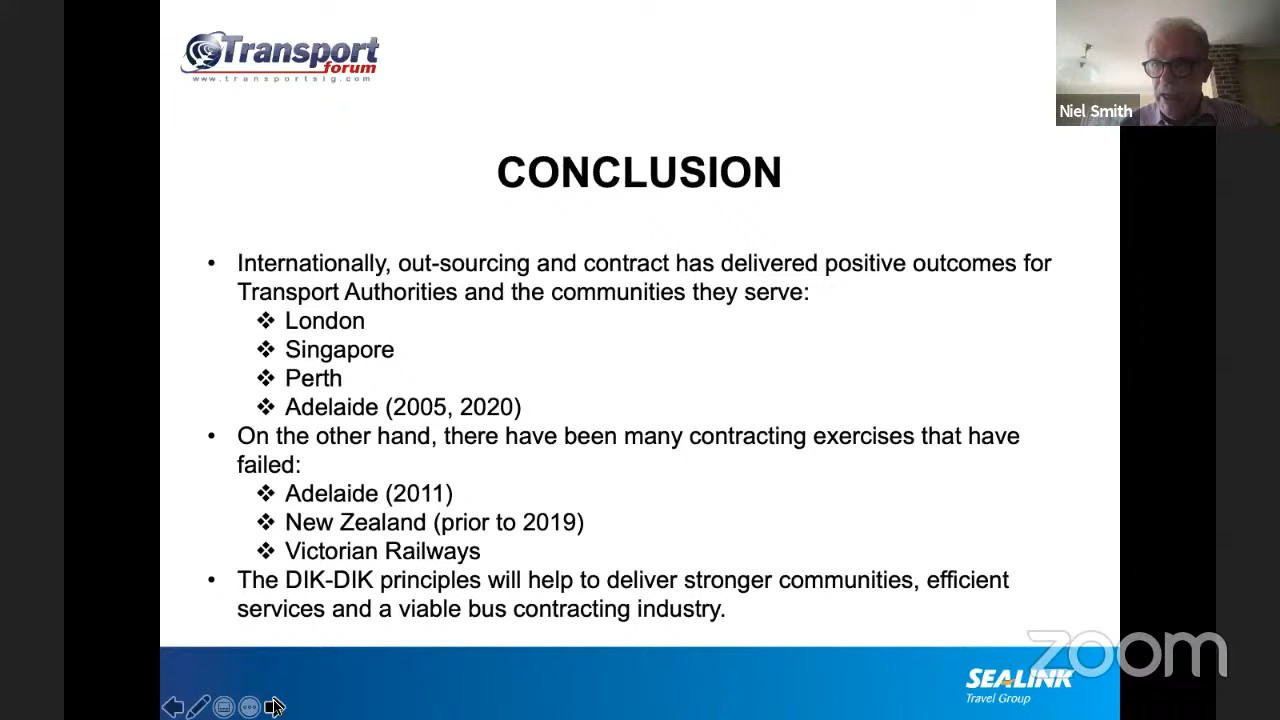 Transport
forum
www.transportsig.com
Niel Smith
CONCLUSION
• Internationally, out-sourcing and contract has delivered positive outcomes for
Transport Authorities and the communities they serve:
❖ London
❖ Singapore
❖ Perth
❖ Adelaide (2005, 2020)
• On the other hand, there have been many contracting exercises that have
failed:
❖ Adelaide (2011)
❖ New Zealand (prior to 2019)
❖ Victorian Railways
• The DIK-DIK principles will help to deliver stronger communities, efficient
services and a viable bus contracting industry.
zoom
SEALINK
Travel Group